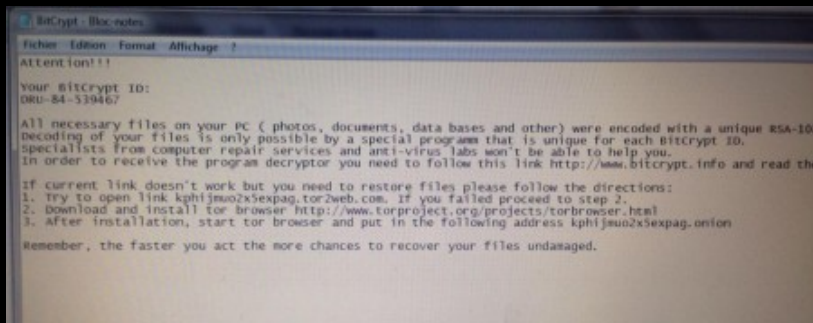 BitCrypt - Bloc-notes
Fichier Edition Format Affichage ?
Attention!!!
Your BitCrypt ID:
DRU-84-539467
All necessary files on your PC ( photos, documents, data bases and other) were encoded with a unique RSA-10
Decoding of your files is only possible by a special programm that is unique for each BitCrypt ID.
Specialists from computer repair services and anti-virus labs won't be able to help you.
In order to receive the program decryptor you need to follow this link http://www.bitcrypt.info and read the
If current link doesn't work but you need to restore files please follow the directions:
1. Try to open link kphijmuo2x5expag.tor2web.com. If you failed proceed to step 2.
2. Download and install tor browser http://www.torproject.org/projects/torbrowser.html
3. After installation, start tor browser and put in the following address kphijmuo2x5expag.onion
Remember, the faster you act the more chances to recover your files undamaged.